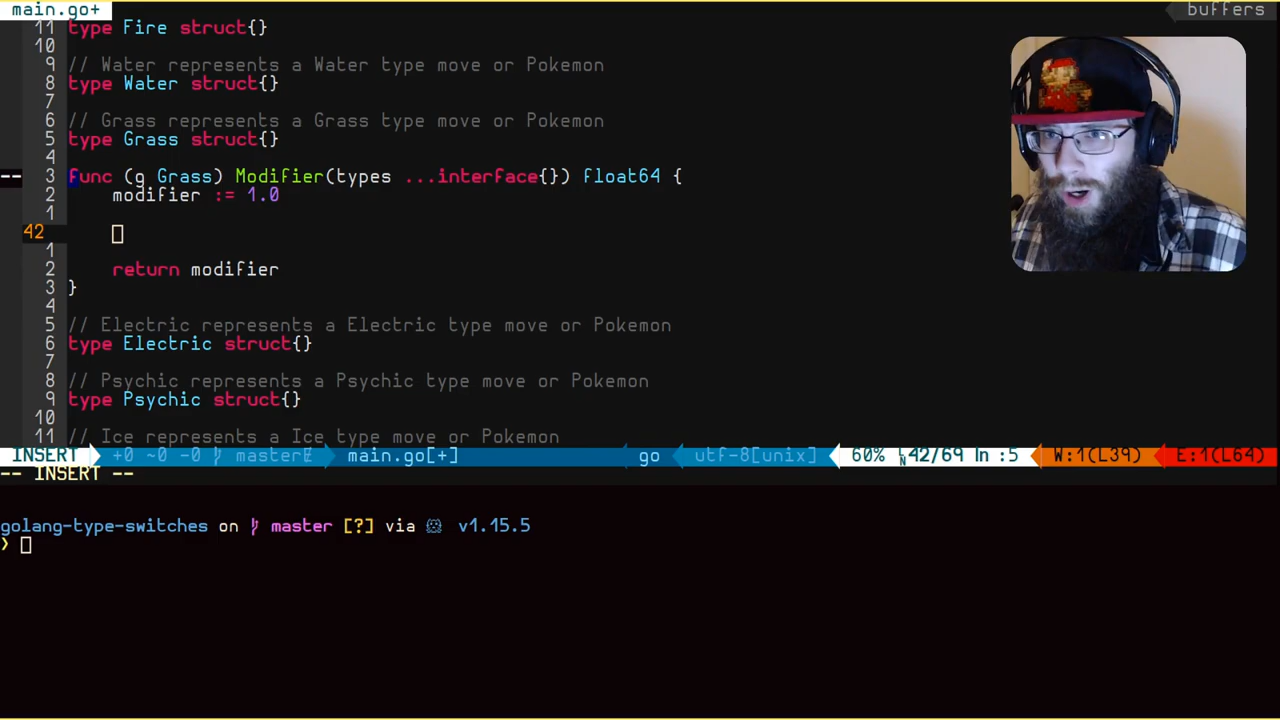 main.go+
buffers
11 type Fire struct{}
10
9 // Water represents a Water type move or Pokemon
8 type Water struct{}
7
6 // Grass represents a Grass type move or Pokemon
5 type Grass struct{}
4
-- 3 func (g Grass) Modifier(types ...interface{}) float64 {
2 modifier := 1.0
1
42
1
2 return modifier
3 }
4
5 // Electric represents a Electric type move or Pokemon
6 type Electric struct{}
7
8 // Psychic represents a Psychic type move or Pokemon
9 type Psychic struct{}
10
11 // Ice represents a Ice type move or Pokemon
INSERT +0 ~0 -0 master main.go[+] go utf-8[unix] 60% 42/69 ln :5 W:1(L39) E:1(L64)
-- INSERT --
golang-type-switches on master [?] via v1.15.5
❯